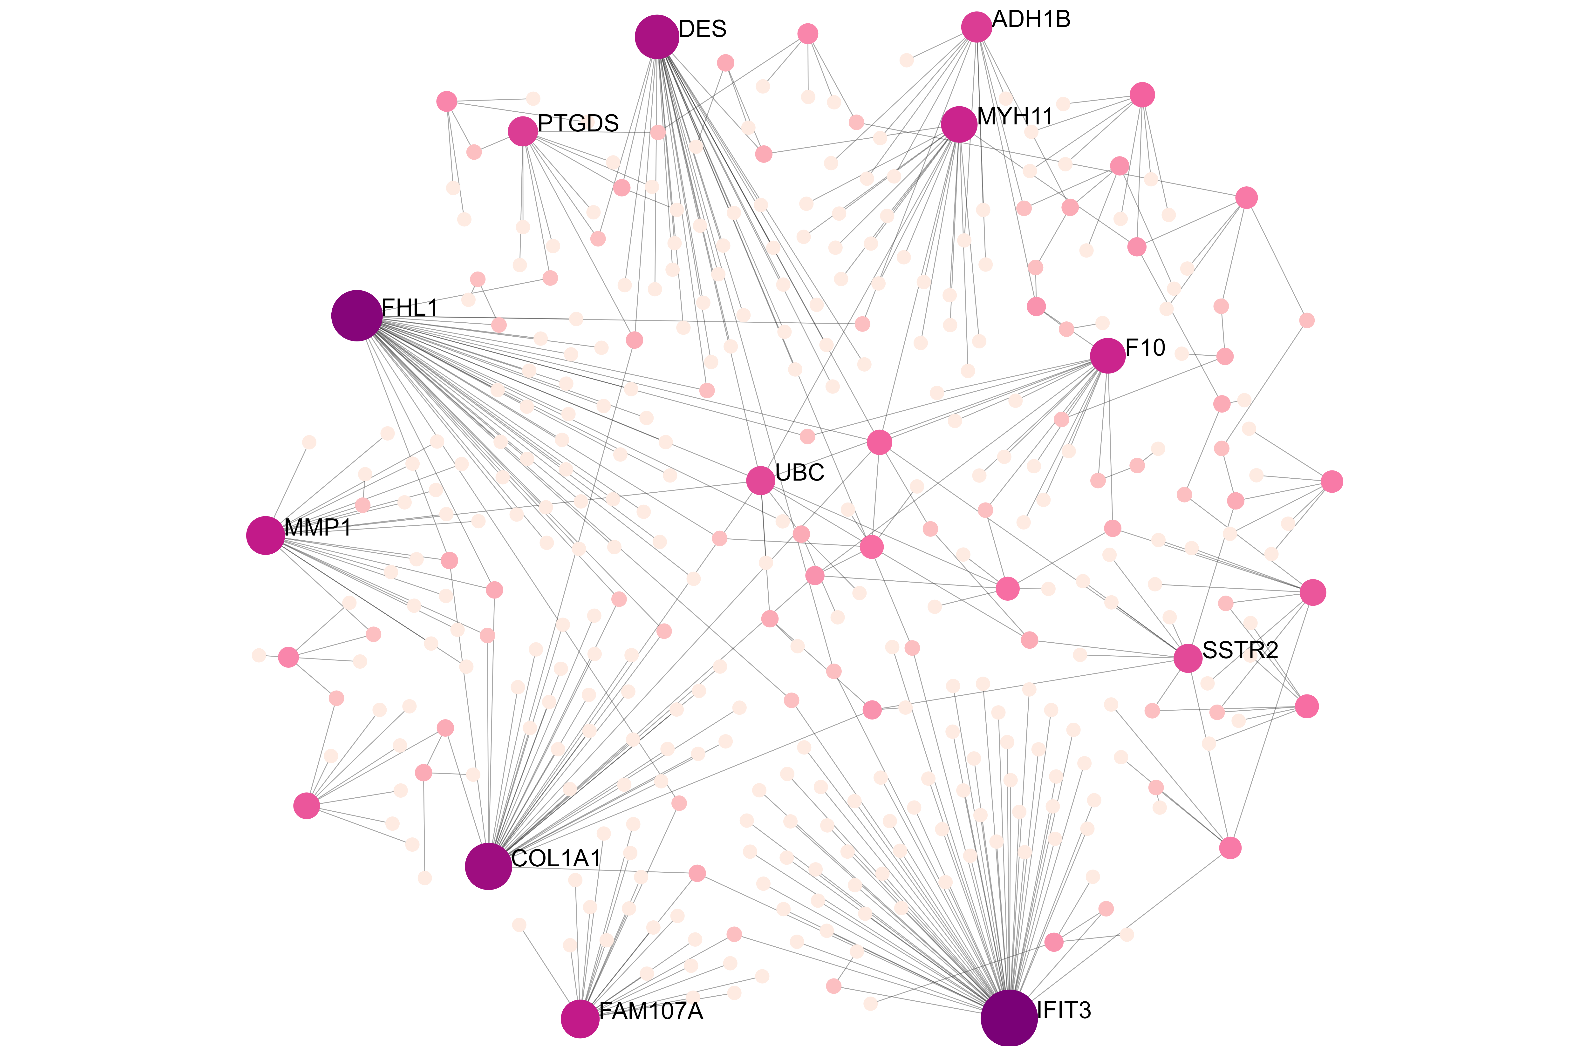 ADH1B
DES
MYH11
PTGDS
FHL1
F10
UBC
MMP1
SSTR2
COL1A1
FAM107A
IFIT3